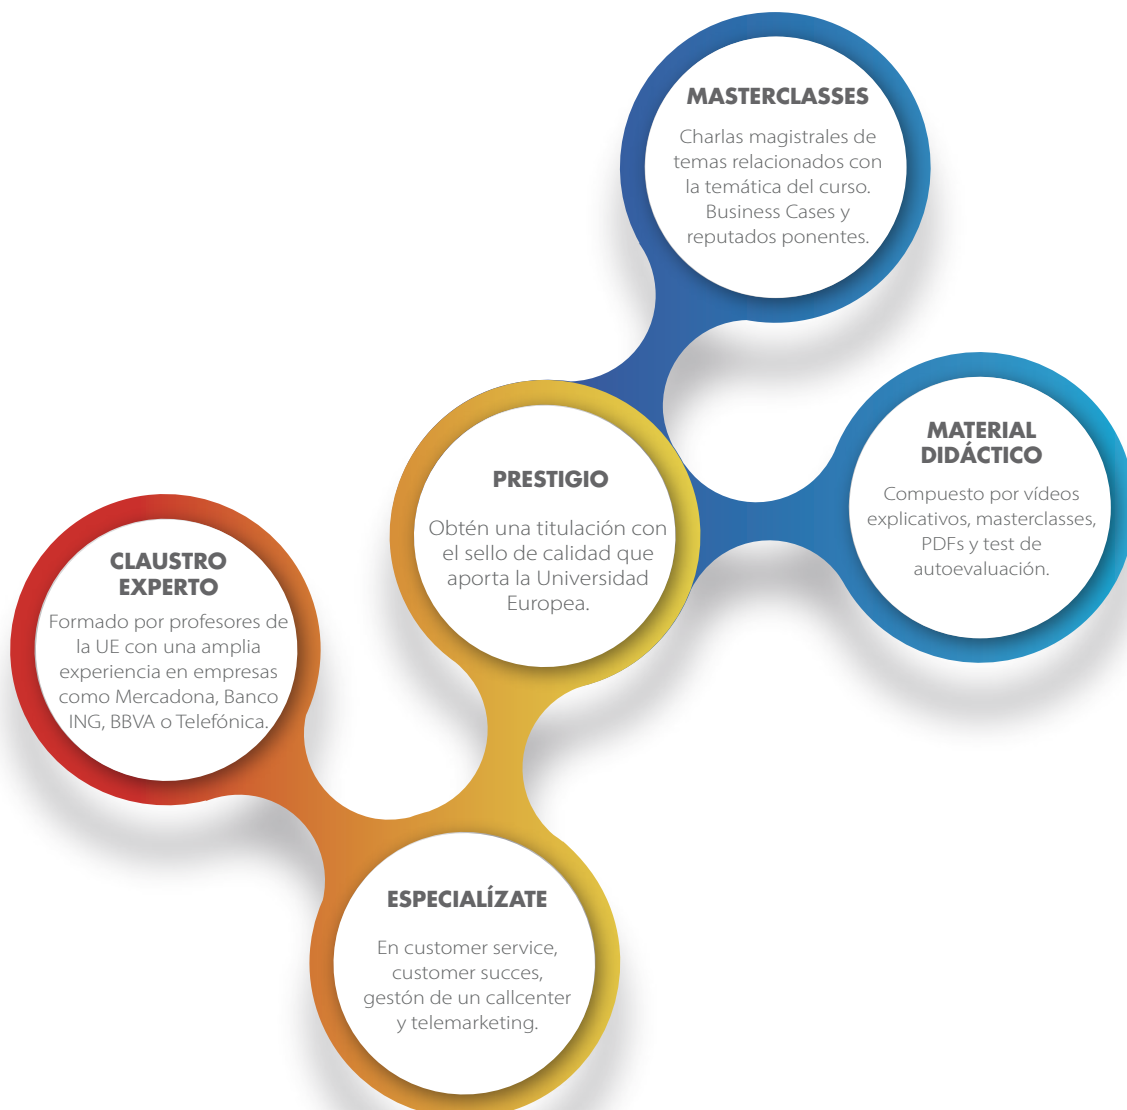 MASTERCLASSES
Charlas magistrales de
temas relacionados con
la temática del curso.
Business Cases y
reputados ponentes.
MATERIAL
DIDÁCTICO
Compuesto por vídeos
explicativos, masterclasses,
PDFs y test de
autoevaluación.
PRESTIGIO
Obtén una titulación con
el sello de calidad que
aporta la Universidad
Europea.
CLAUSTRO
EXPERTO
Formado por profesores de
la UE con una amplia
experiencia en empresas
como Mercadona, Banco
ING, BBVA o Telefónica.
ESPECIALÍZATE
En customer service,
customer succes,
gestón de un callcenter
y telemarketing.